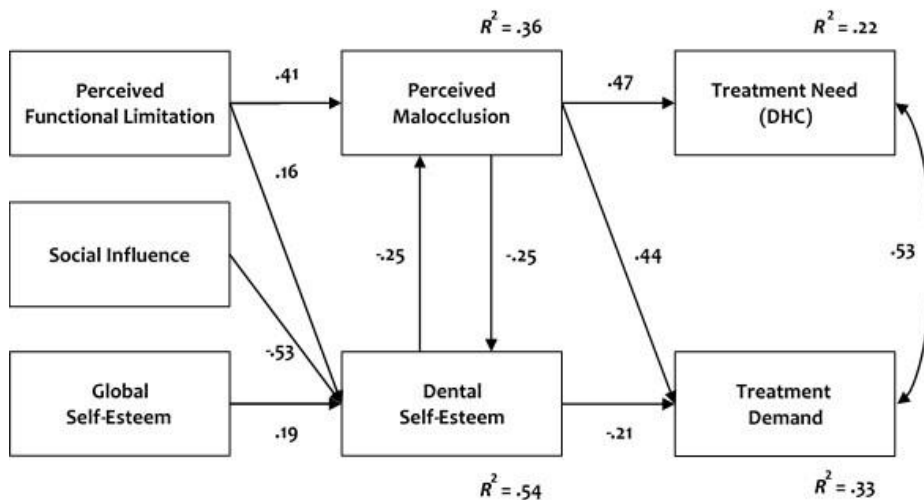 R² = .36
R² = .22
Perceived
Functional Limitation
.41
Perceived
Malocclusion
.47
Treatment Need
(DHC)
.16
Social Influence
-.25
-.25
.44
.53
-.53
Global
Self-Esteem
.19
Dental
Self-Esteem
-.21
Treatment
Demand
R² = .54
R² = .33